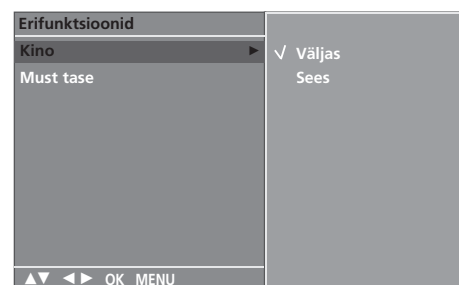 Erifunktsioonid
Kino ►
Must tase
√ Väljas
Sees
▲▼ ◄► OK MENU